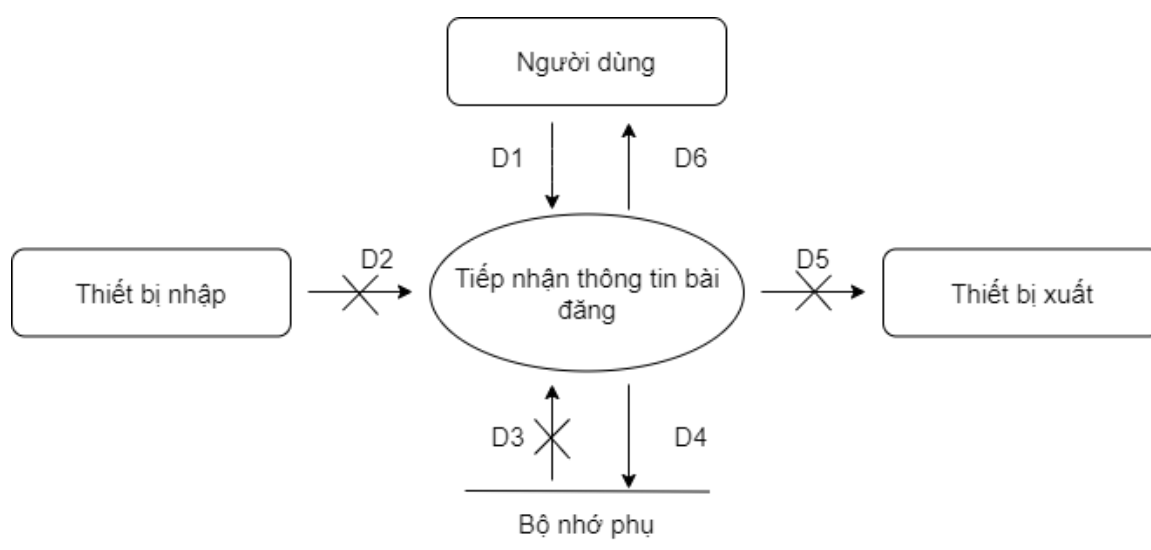 Người dùng
D1
D6
Thiết bị nhập
D2
Tiếp nhận thông tin bài
đăng
D5
Thiết bị xuất
D3
D4
Bộ nhớ phụ